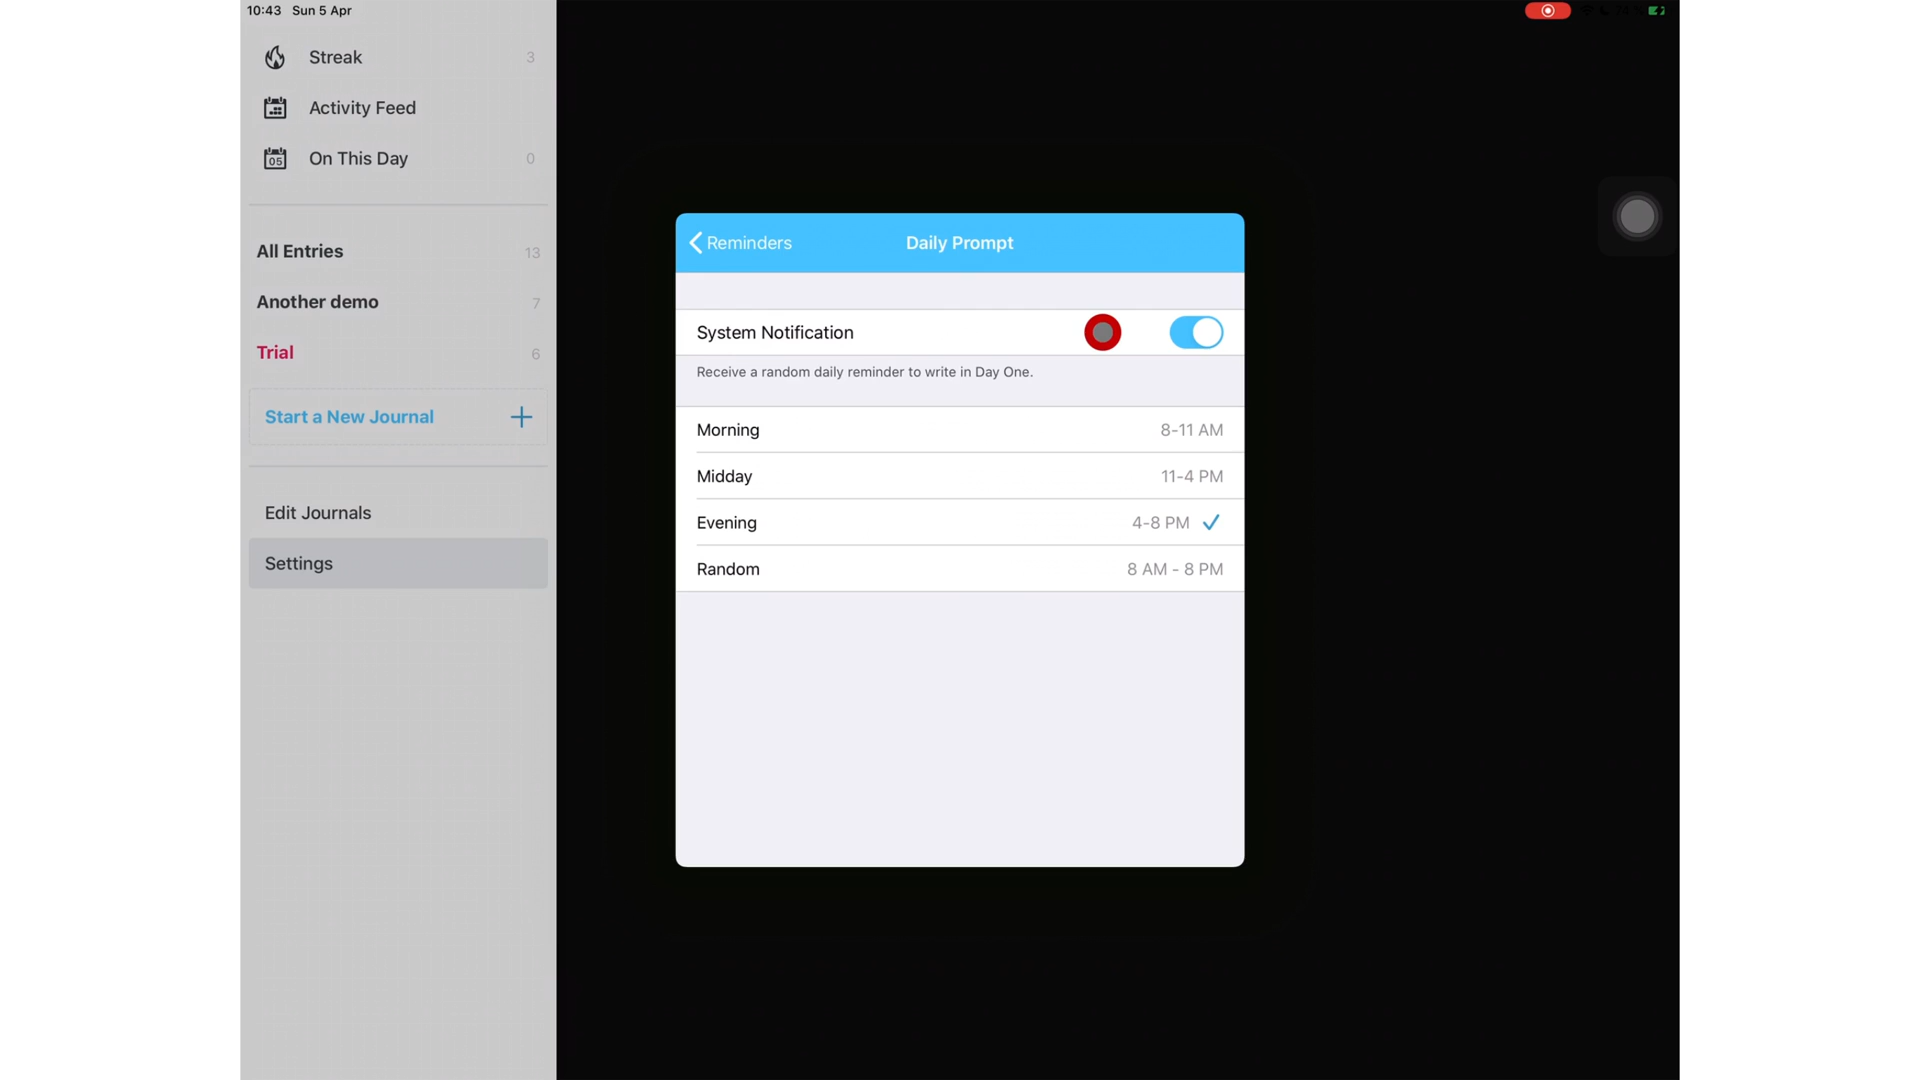 10:43 Sun 5 Apr
Streak 3
Activity Feed
05 On This Day 0
All Entries 13
Another demo 7
Trial 6
Start a New Journal
Edit Journals
Settings
Reminders Daily Prompt
System Notification
Receive a random daily reminder to write in Day One.
Morning 8-11 AM
Midday 11-4 PM
Evening 4-8 PM
Random 8 AM - 8 PM